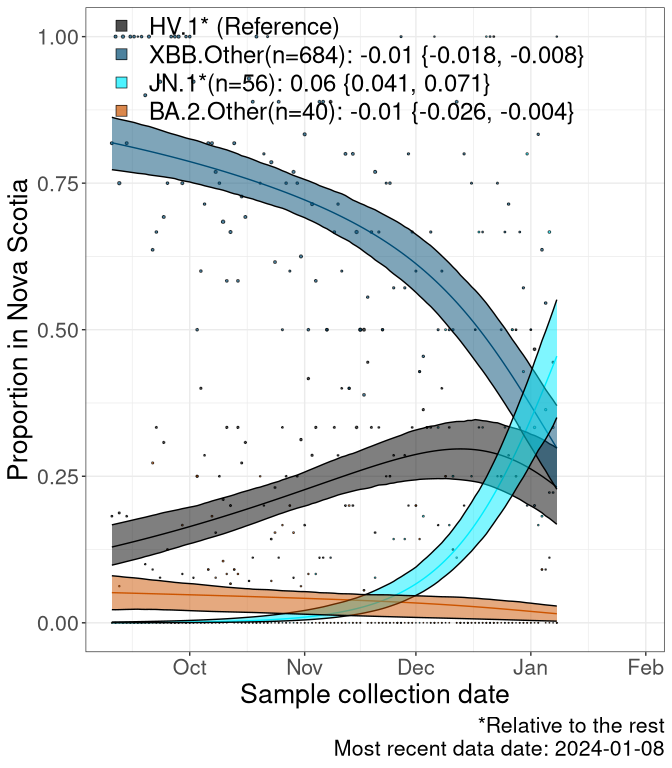 HV.1* (Reference)
XBB.Other(n=684): -0.01 {-0.018, -0.008}
JN.1*(n=56): 0.06 {0.041, 0.071}
BA.2.Other(n=40): -0.01 {-0.026, -0.004}
Proportion in Nova Scotia
1.00
0.75
0.50
0.25
0.00
Oct Nov Dec Jan Feb
Sample collection date
*Relative to the rest
Most recent data date: 2024-01-08